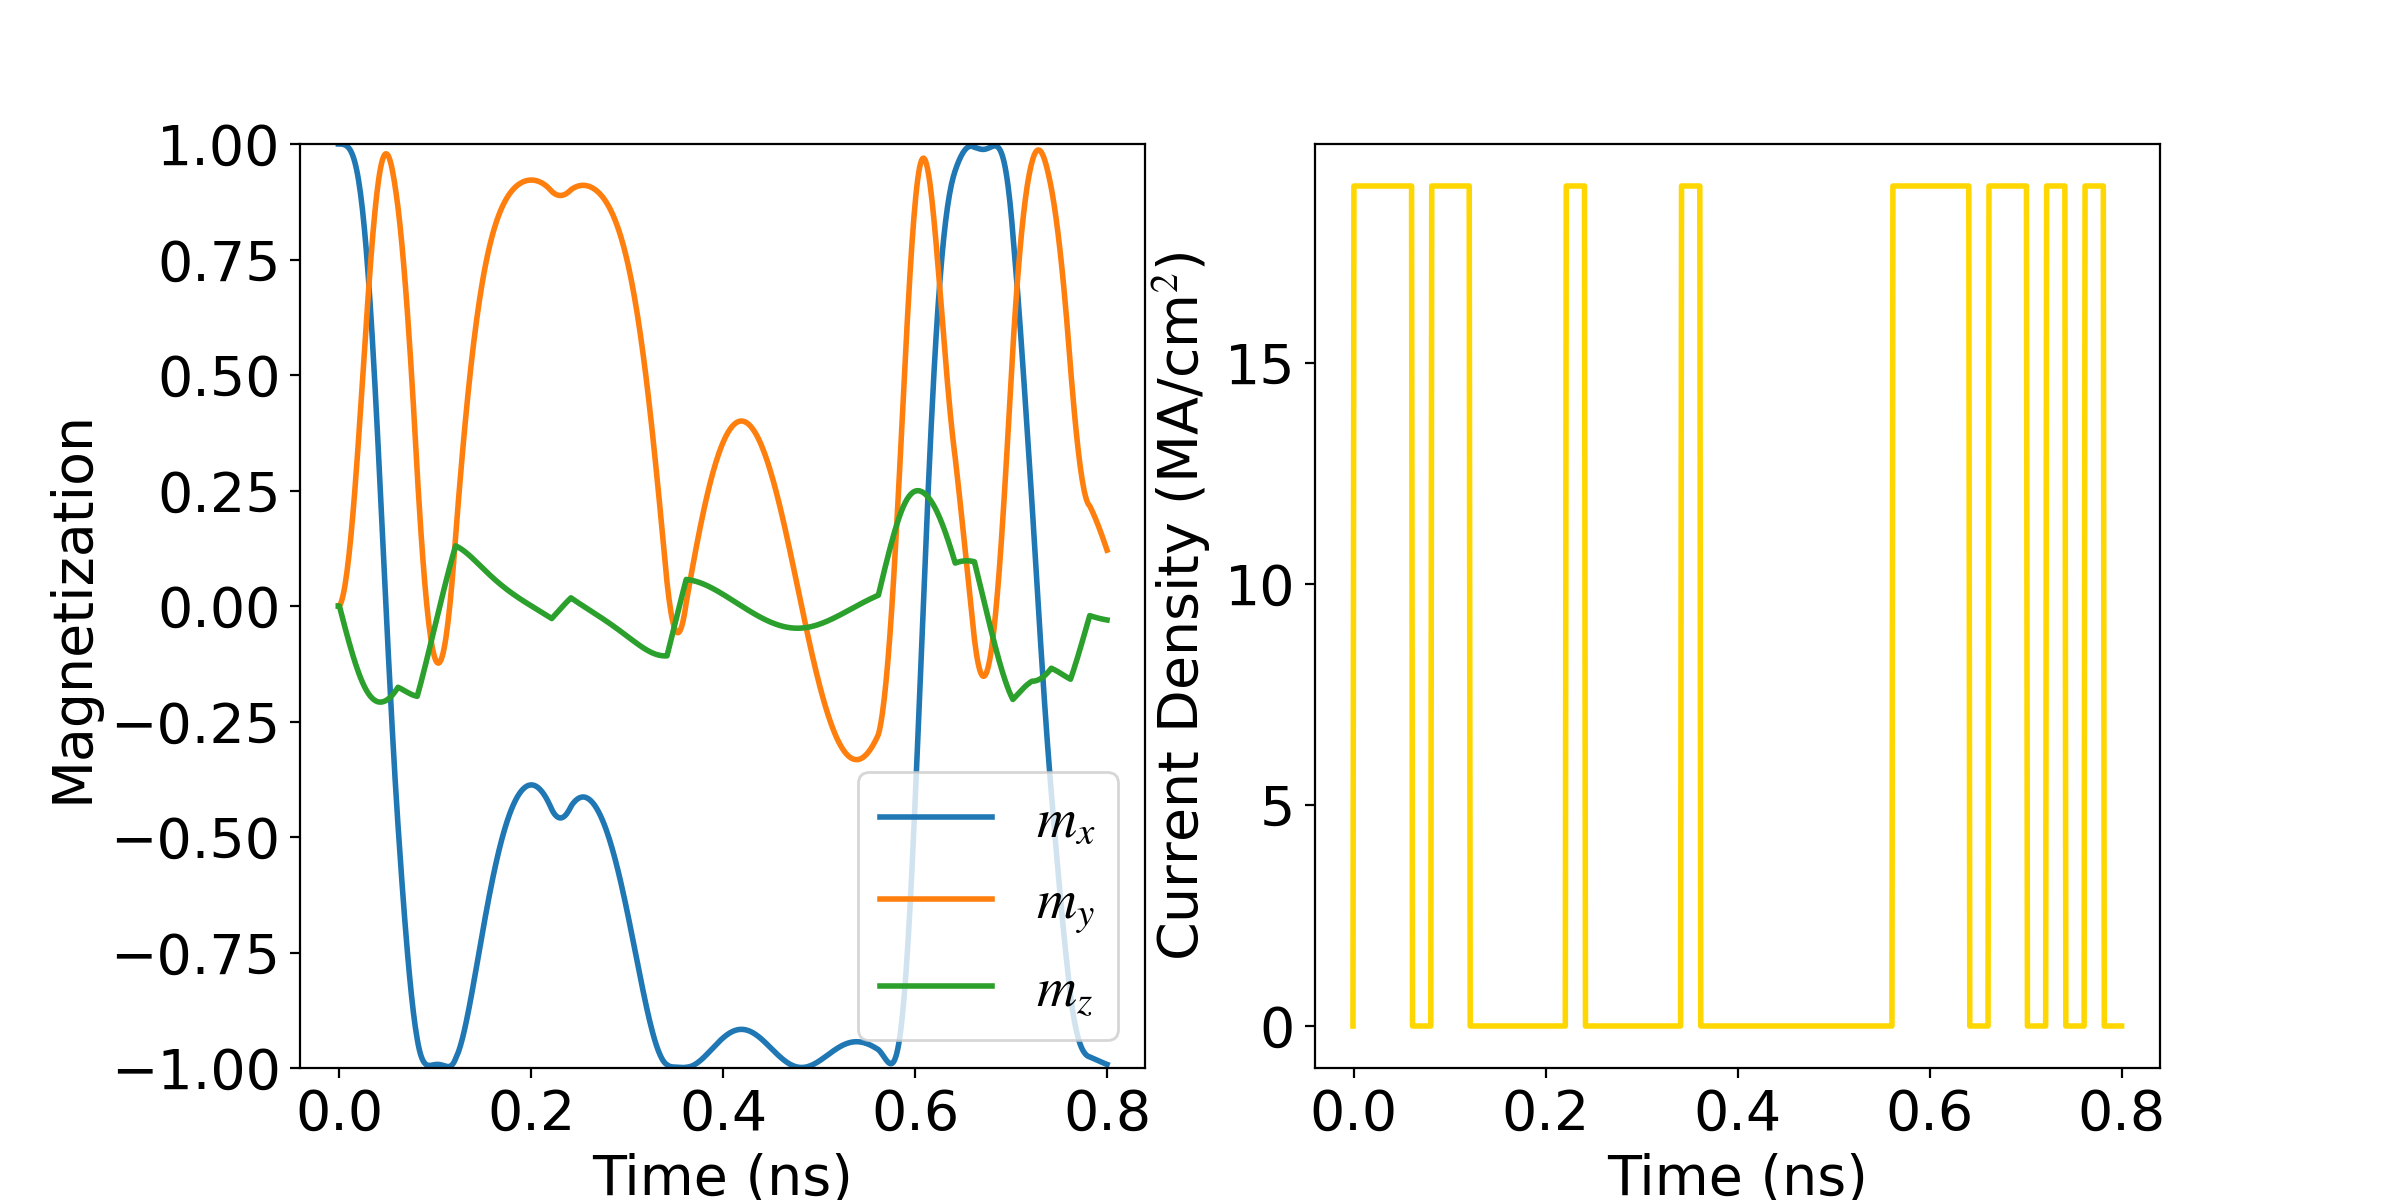 1.00
0.75
0.50
0.25
0.00
−0.25
−0.50
−0.75
−1.00
Magnetization
0.0 0.2 0.4 0.6 0.8
Time (ns)
m_x
m_y
m_z
Current Density (MA/cm²)
15
10
5
0
0.0 0.2 0.4 0.6 0.8
Time (ns)